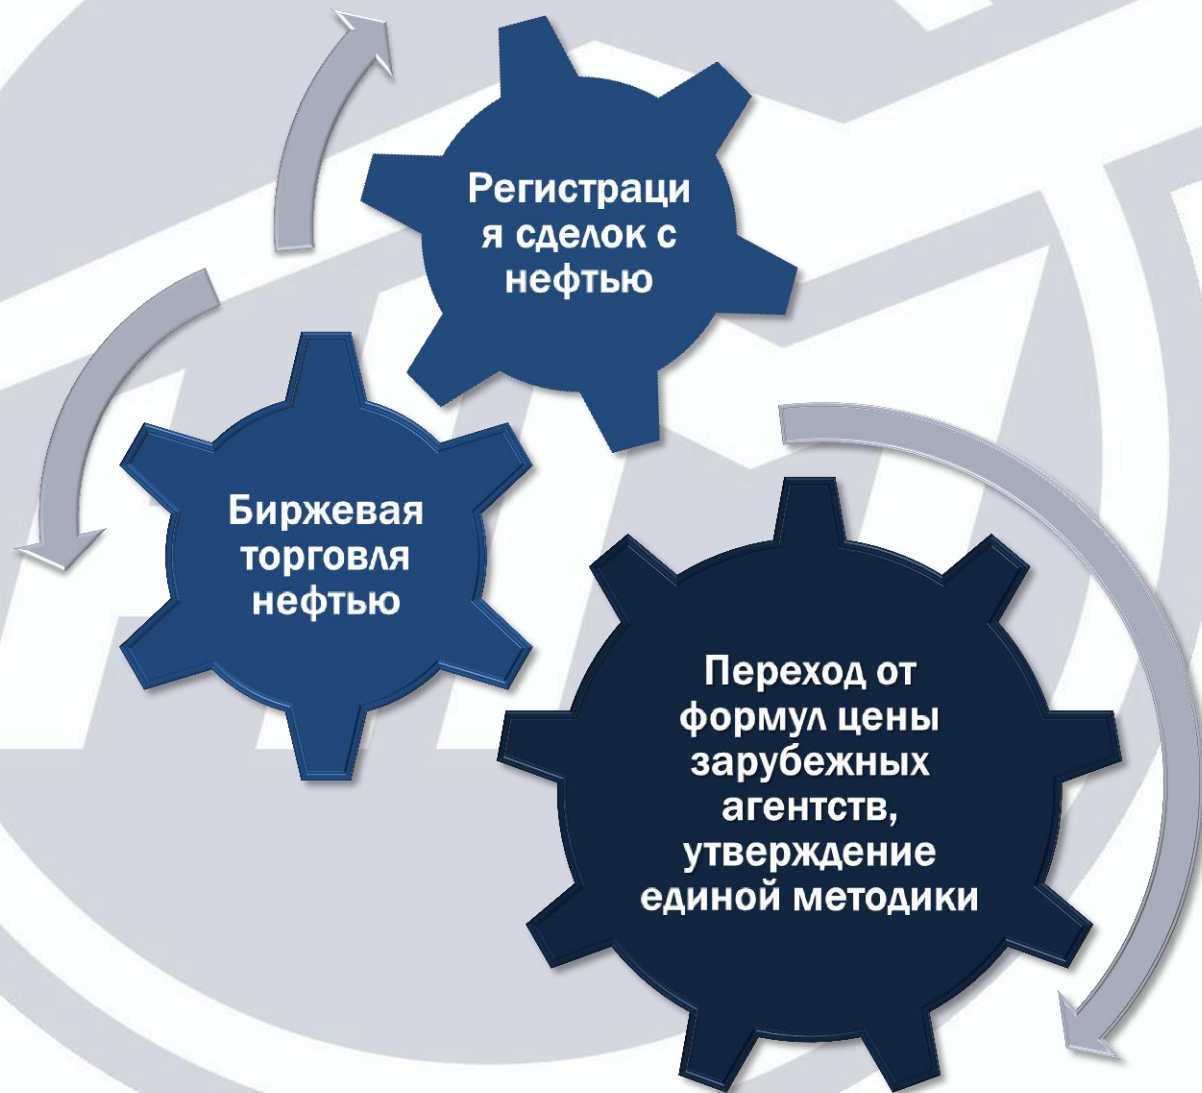 Регистраци
я сделок с
нефтью
Биржевая
торговля
нефтью
Переход от
формул цены
зарубежных
агентств,
утверждение
единой методики